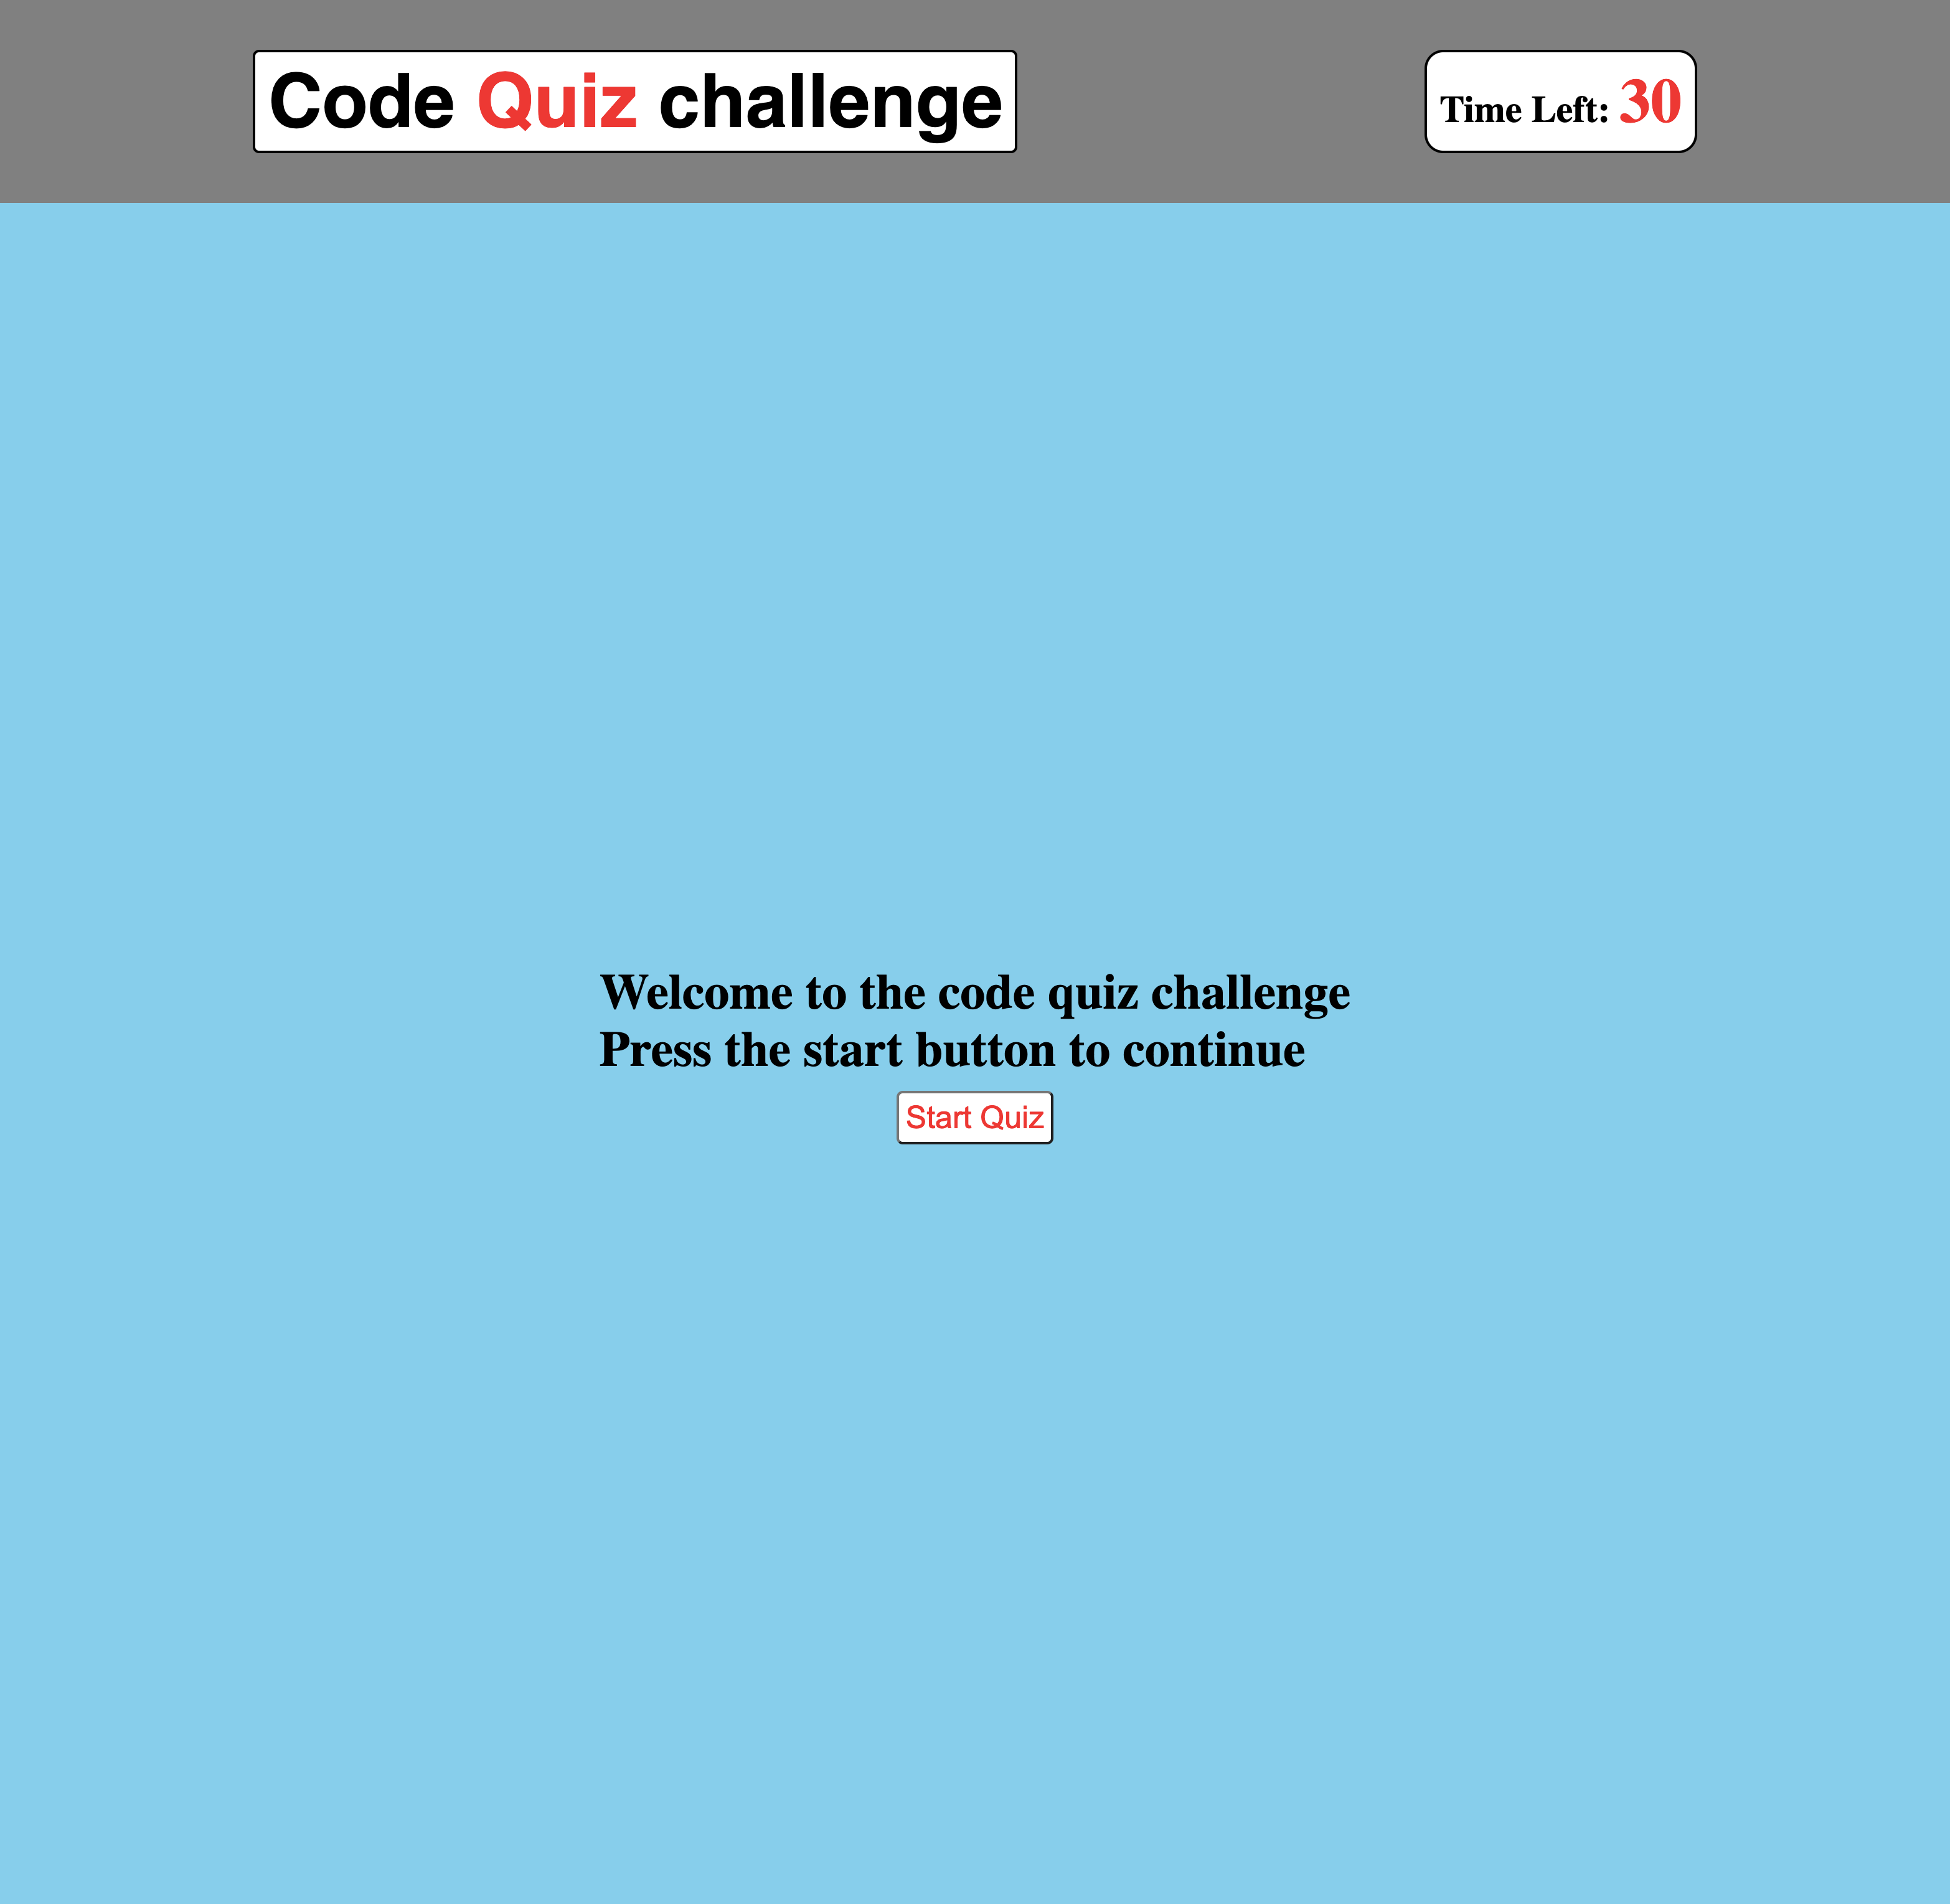 Code Quiz challenge
Time Left: 30
Welcome to the code quiz challenge
Press the start button to continue
Start Quiz